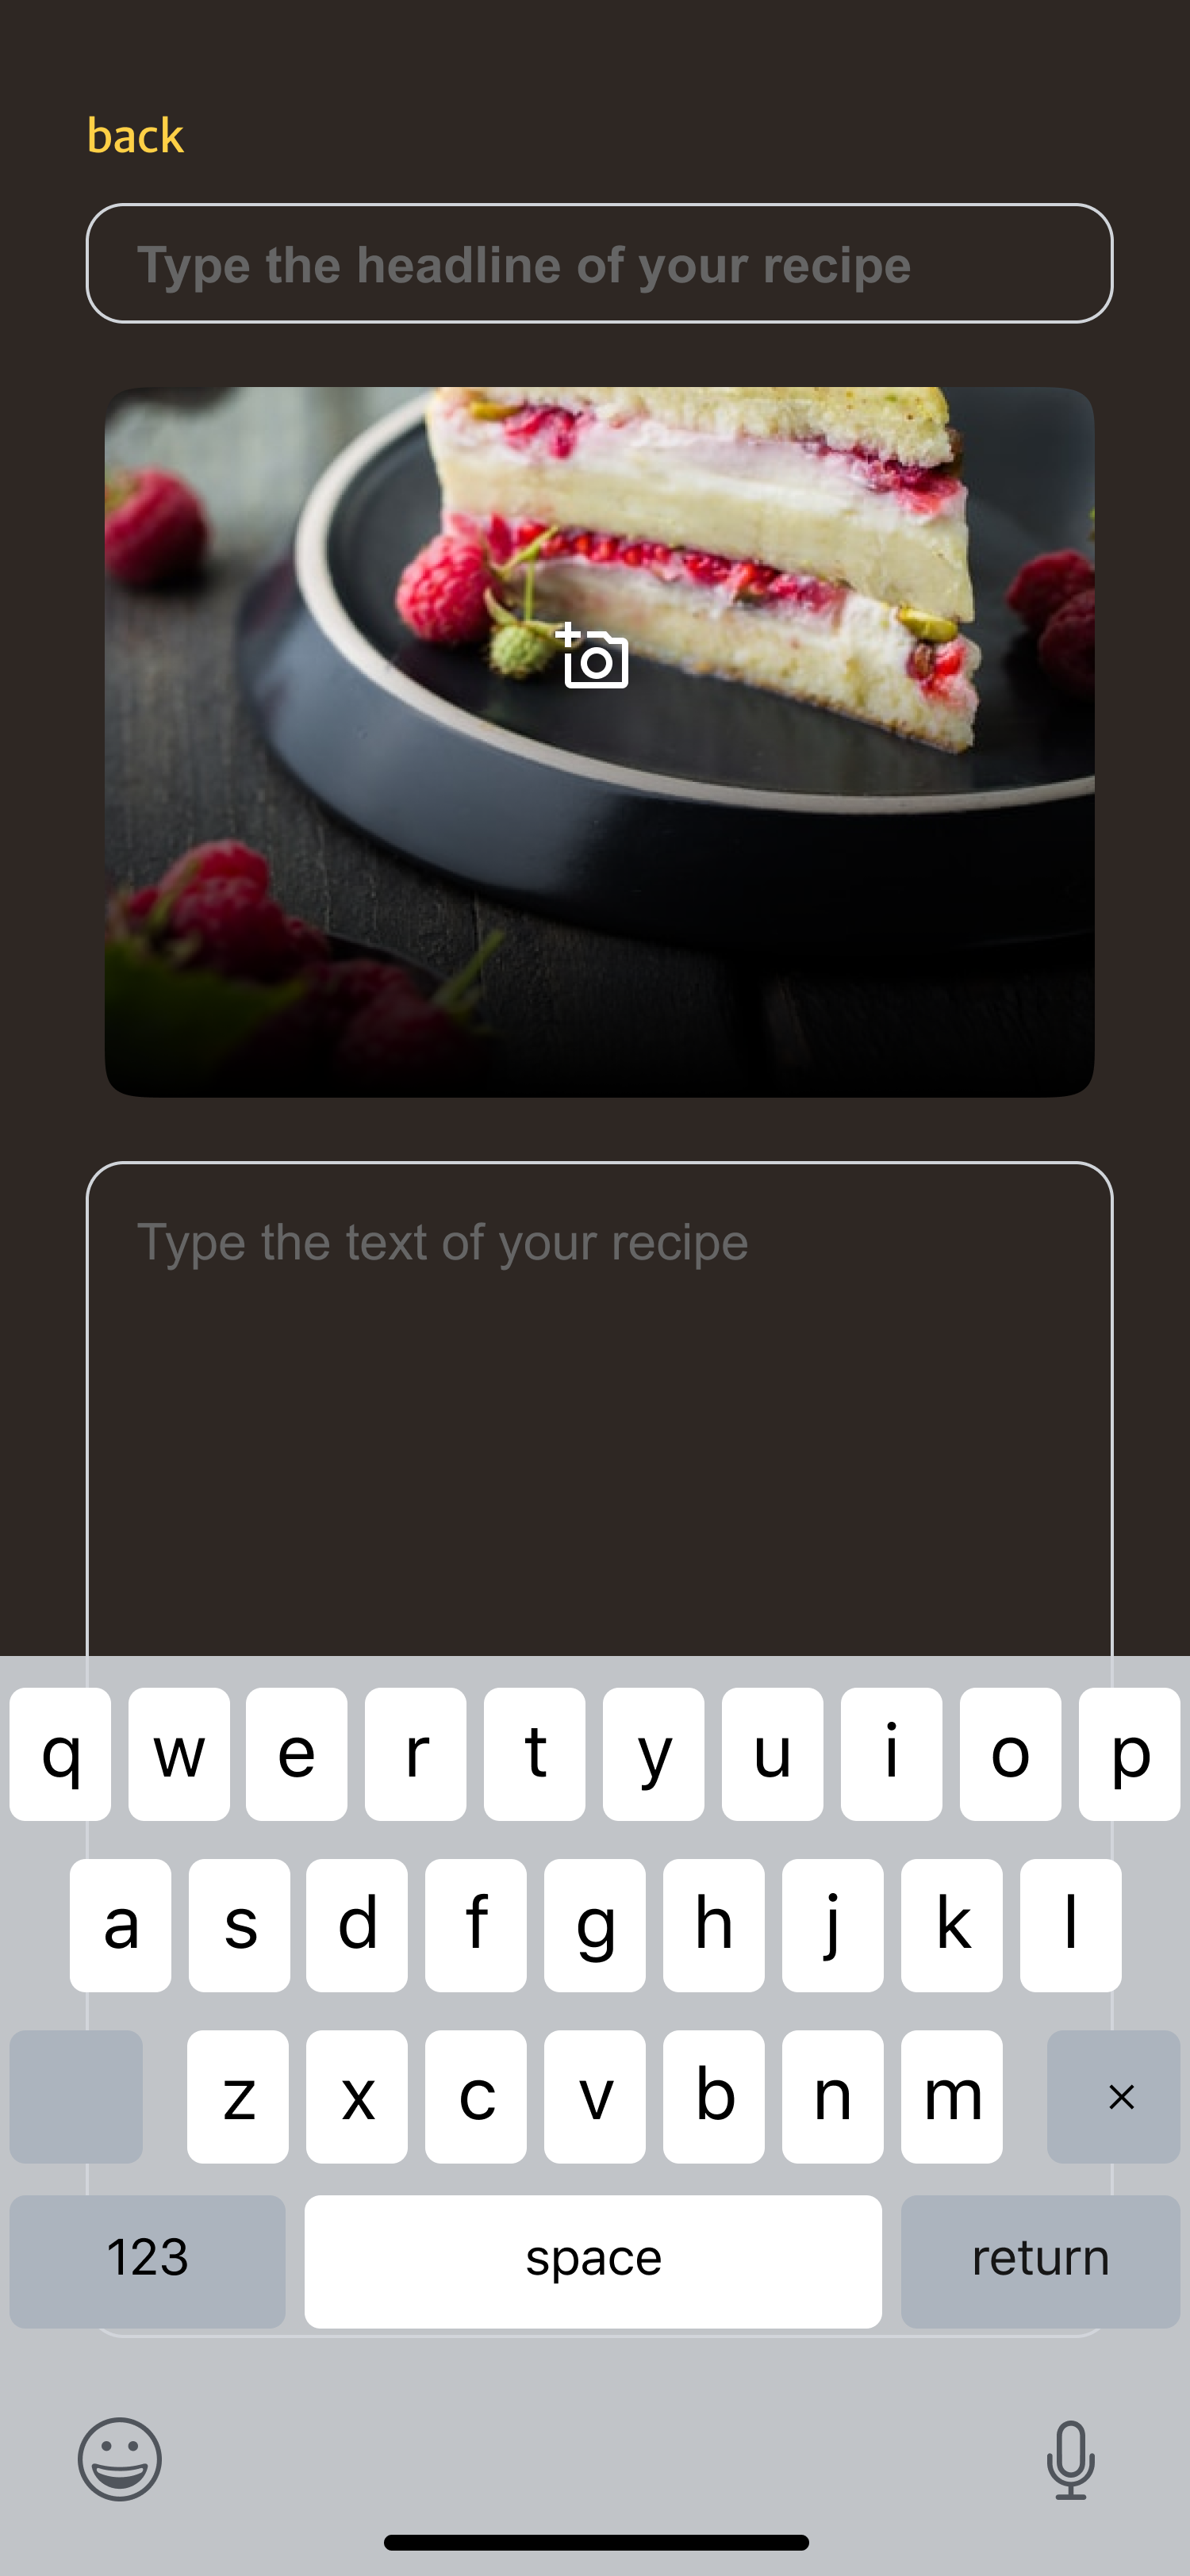 back
Type the headline of your recipe
Type the text of your recipe
q w e r t y u i o p
a s d f g h j k l
z x c v b n m ×
123 space return